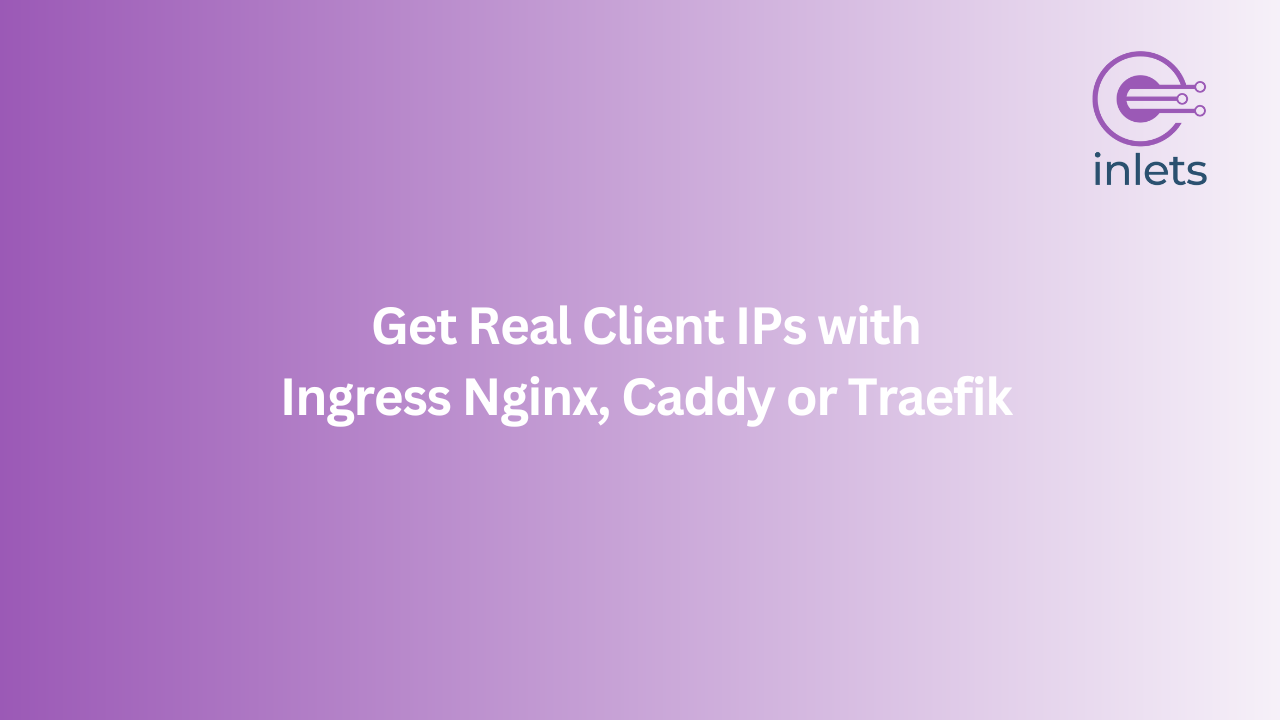 inlets
Get Real Client IPs with
Ingress Nginx, Caddy or Traefik